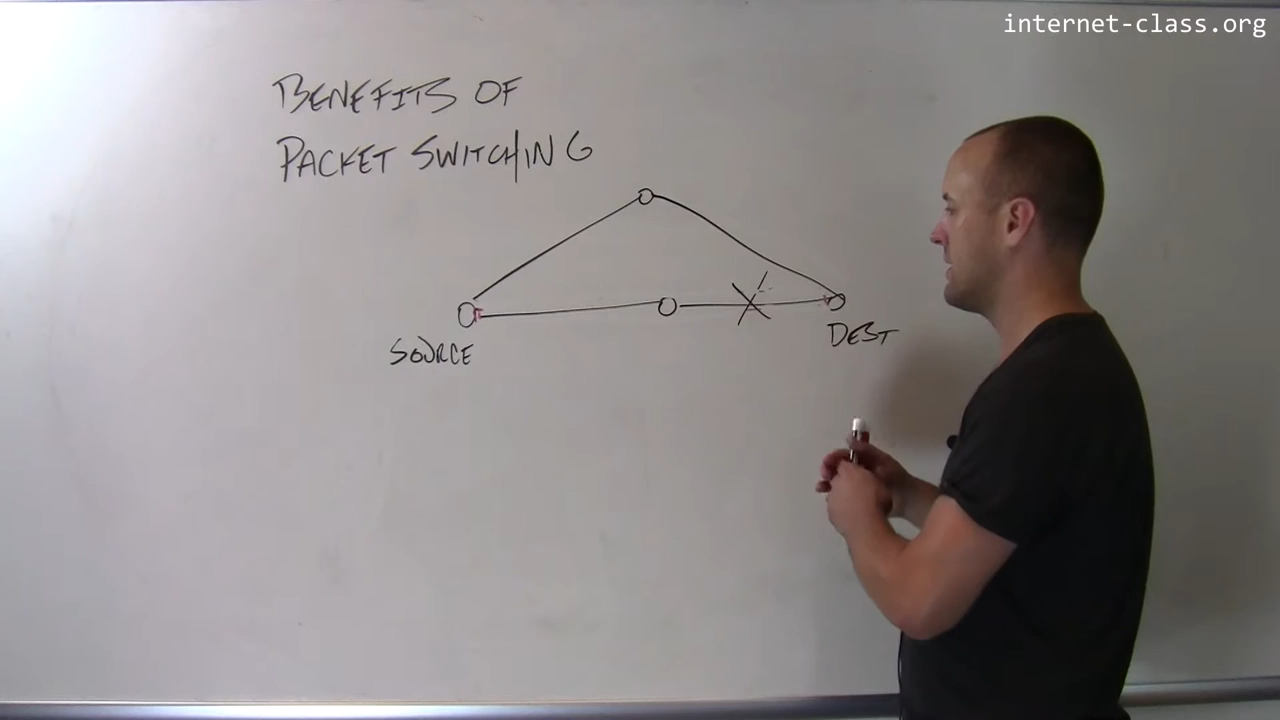 internet-class.org
BENEFITS OF
PACKET SWITCHING
SOURCE
DEST